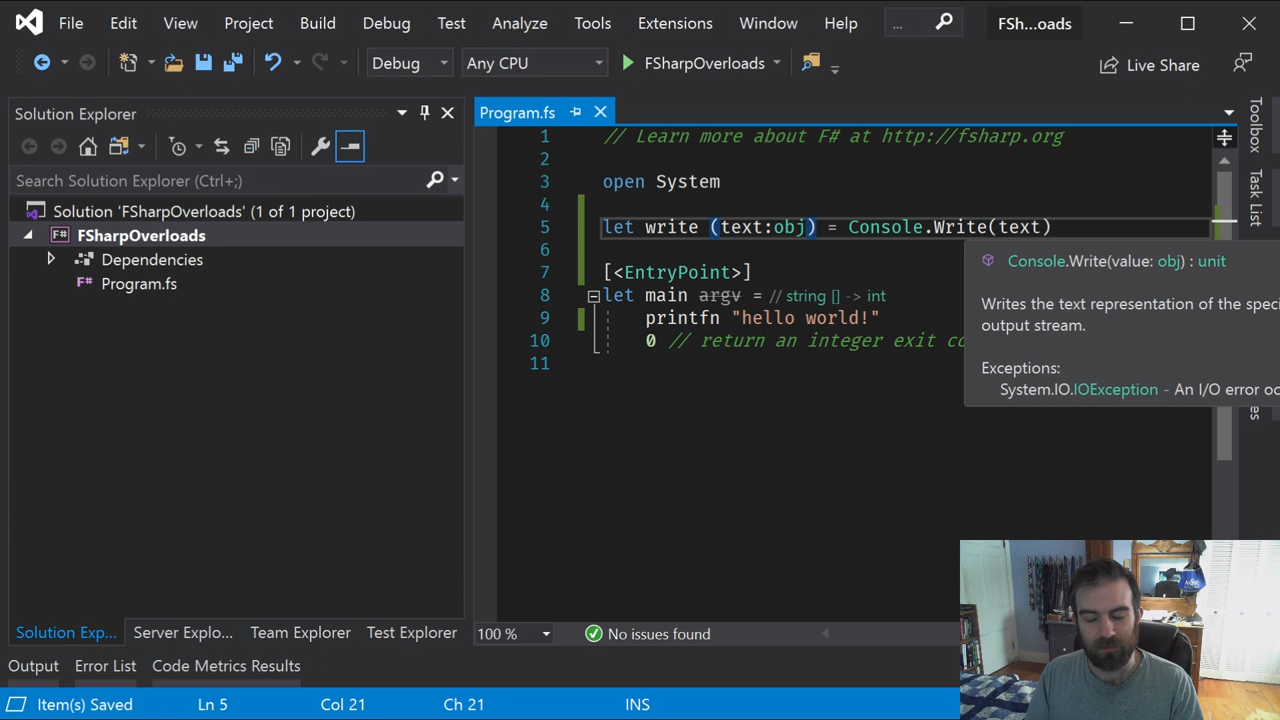 File Edit View Project Build Debug Test Analyze Tools Extensions Window Help ... FSh...oads
Debug Any CPU FSharpOverloads Live Share
Solution Explorer
Search Solution Explorer (Ctrl+;)
Solution 'FSharpOverloads' (1 of 1 project)
F# FSharpOverloads
Dependencies
F# Program.fs
Solution Exp... Server Explo... Team Explorer Test Explorer
Program.fs
1 // Learn more about F# at http://fsharp.org
2
3 open System
4
5 let write (text:obj) = Console.Write(text)
6
7 [<EntryPoint>]
8 let main argv = // string [] -> int
9 printfn "hello world!"
10 0 // return an integer exit co
11
Console.Write(value: obj) : unit
Writes the text representation of the spec
output stream.
Exceptions:
System.IO.IOException - An I/O error oc
Toolbox
Task List
100 % No issues found
Output Error List Code Metrics Results
Item(s) Saved Ln 5 Col 21 Ch 21 INS